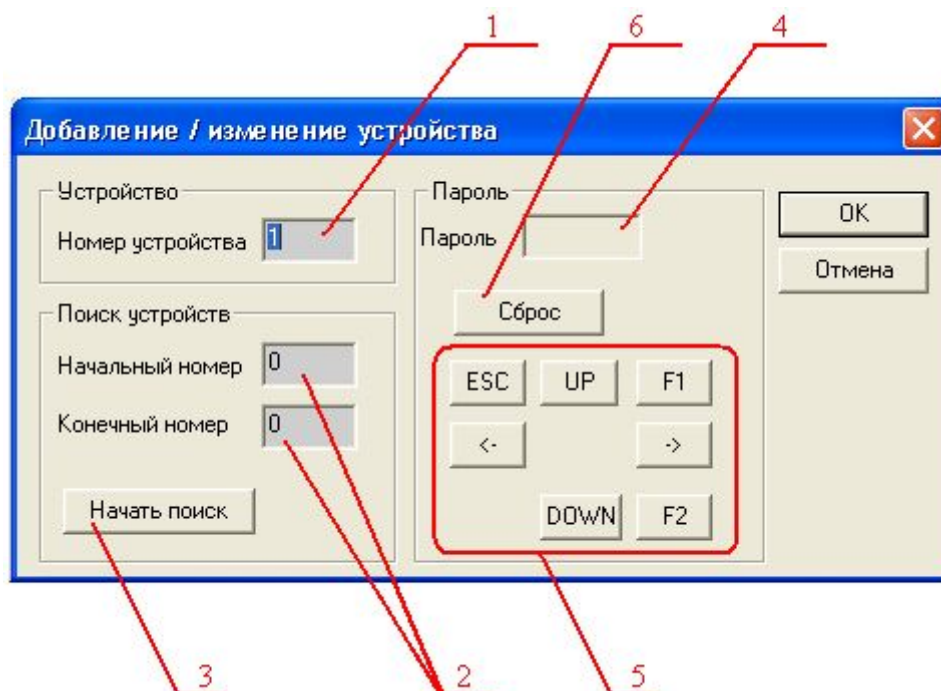 1
6
4
Добавление / изменение устройства
Устройство
Номер устройства 1
Поиск устройств
Начальный номер 0
Конечный номер 0
Начать поиск
Пароль
Пароль
Сброс
ESC UP F1
<- ->
DOWN F2
OK
Отмена
3
2
5